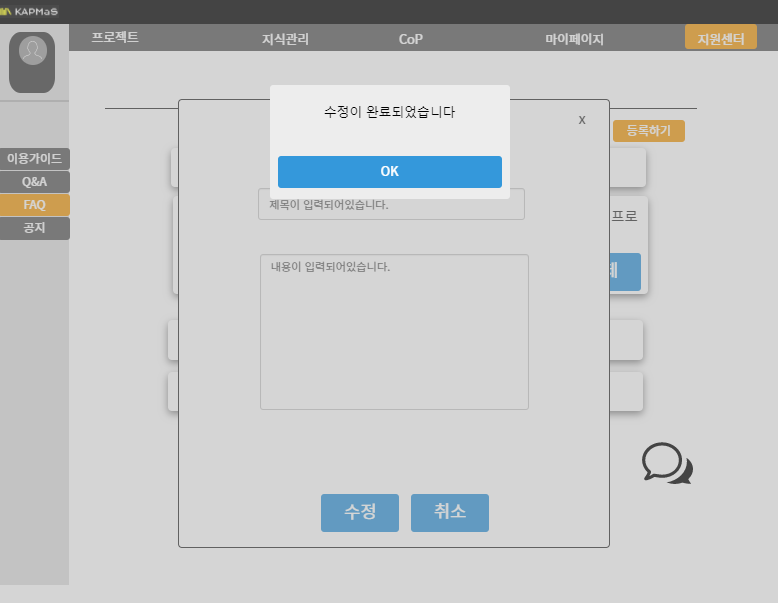 KAPMaS
프로젝트
지식관리
CoP
마이페이지
지원센터
수정이 완료되었습니다
OK
x
등록하기
이용가이드
Q&A
FAQ
공지
제목이 입력되어있습니다.
프로
내용이 입력되어있습니다.
수정
취소